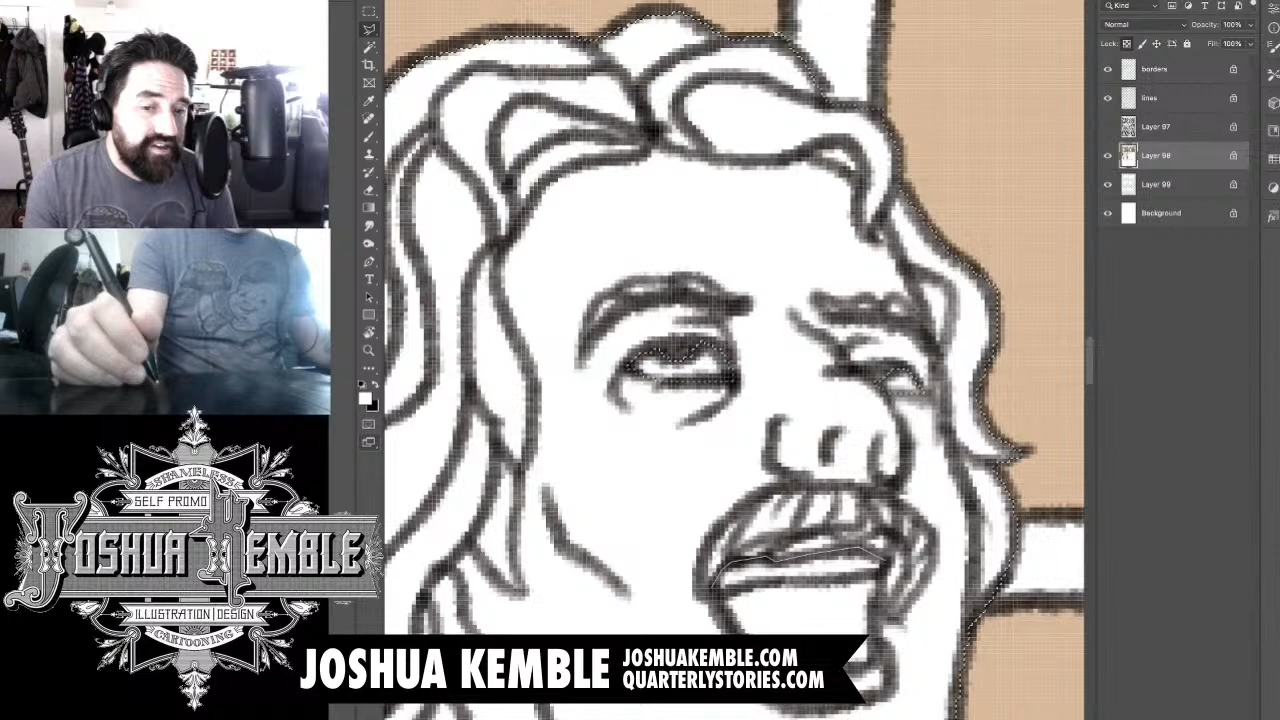 Kind
Normal
Opacity: 100%
Lock:
Fill: 100%
borders
lines
Layer 97
Layer 98
Layer 99
Background
SHAMELESS
SELF PROMO
JOSHUA KEMBLE
ILLUSTRATION|DESIGN
CARTOONING
JOSHUA KEMBLE
JOSHUAKEMBLE.COM
QUARTERLYSTORIES.COM